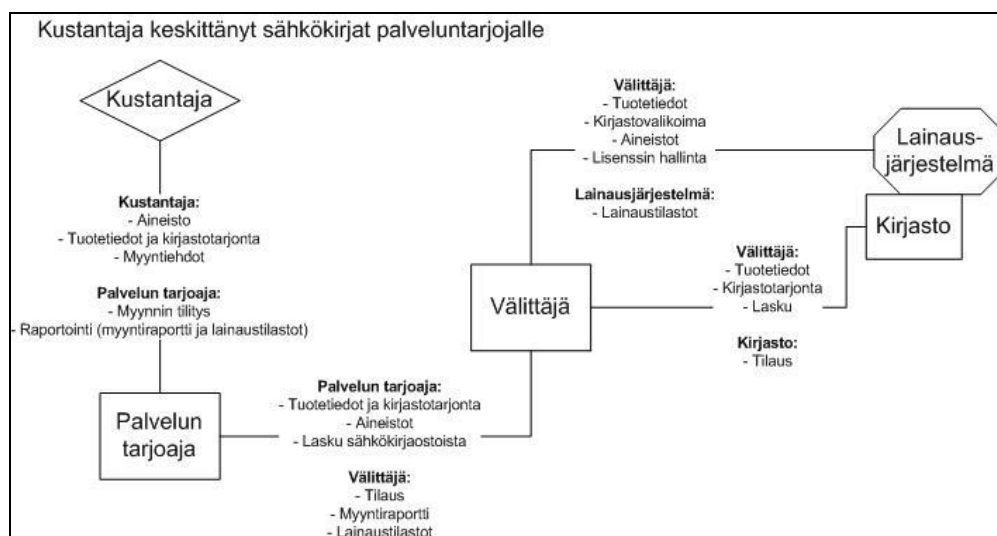 Kustantaja keskittänyt sähkökirjat palveluntarjojalle
Kustantaja
Kustantaja:
- Aineisto
- Tuotetiedot ja kirjastotarjonta
- Myyntiehdot
Palvelun tarjoaja:
- Myynnin tilitys
- Raportointi (myyntiraportti ja lainaustilastot)
Palvelun
tarjoaja
Palvelun tarjoaja:
- Tuotetiedot ja kirjastotarjonta
- Aineistot
- Lasku sähkökirjaostoista
Välittäjä:
- Tilaus
- Myyntiraportti
- Lainaustilastot
Välittäjä
Välittäjä:
- Tuotetiedot
- Kirjastovalikoima
- Aineistot
- Lisenssin hallinta
Lainausjärjestelmä:
- Lainaustilastot
Välittäjä:
- Tuotetiedot
- Kirjastotarjonta
- Lasku
Kirjasto:
- Tilaus
Lainaus-
järjestelmä
Kirjasto